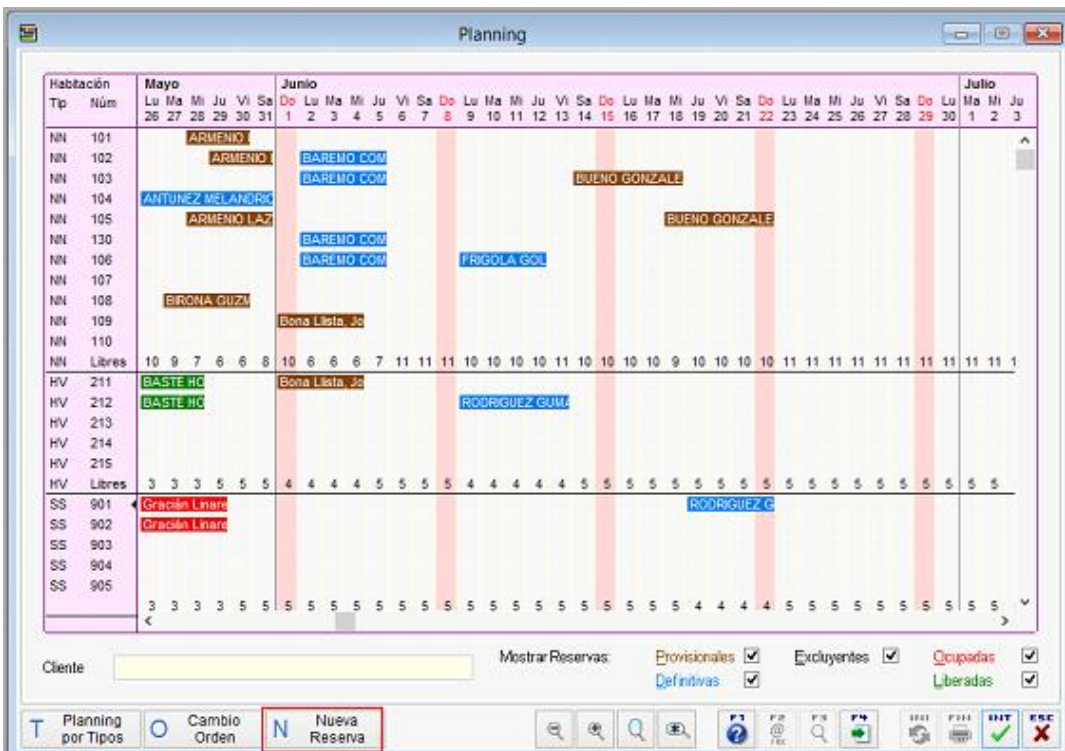 Planning
Habitación Mayo Junio Julio
Tip Núm Lu Ma Mi Ju Vi Sa Do Lu Ma Mi Ju Vi Sa Do Lu Ma Mi Ju Vi Sa Do Lu Ma Mi Ju Vi Sa Do Lu Ma Mi Ju Vi Sa Do Lu Ma Mi Ju
26 27 28 29 30 31 1 2 3 4 5 6 7 8 9 10 11 12 13 14 15 16 17 18 19 20 21 22 23 24 25 26 27 28 29 30 1 2 3
NN 101 ARMENIO
NN 102 ARMENIO BAREMO COM
NN 103 BAREMO COM BUENO GONZALE
NN 104 ANTUNEZ MELANDRIC
NN 105 ARMENIO LAZ BUENO GONZALE
NN 130 BAREMO COM
NN 106 BAREMO COM FRIGOLA GOL
NN 107
NN 108 BIRONA GUZM
NN 109 Bona Llista, Jo
NN 110
NN Libres 10 9 7 6 6 8 10 6 6 6 7 11 11 11 10 10 10 10 11 10 10 10 10 9 10 10 10 10 11 11 11 11 11 11 11 11 11 11 1
HV 211 BASTE HO Bona Llista, Jo
HV 212 BASTE HO RODRIGUEZ GUMA
HV 213
HV 214
HV 215
HV Libres 3 3 3 5 5 5 4 4 4 4 5 5 5 5 4 4 4 4 4 5 5 5 5 5 5 5 5 5 5 5 5 5 5 5 5 5 5 5
SS 901 Gracián Linare RODRIGUEZ G
SS 902 Gracián Linare
SS 903
SS 904
SS 905
3 3 3 3 5 5 5 5 5 5 5 5 5 5 5 5 5 5 5 5 5 5 5 5 4 4 4 4 5 5 5 5 5 5 5 5 5 5
Cliente Mostrar Reservas: Provisionales Excluyentes Ocupadas
Definitivas Liberadas
T Planning por Tipos O Cambio Orden N Nueva Reserva F1 F2 F3 F4 INT ESC